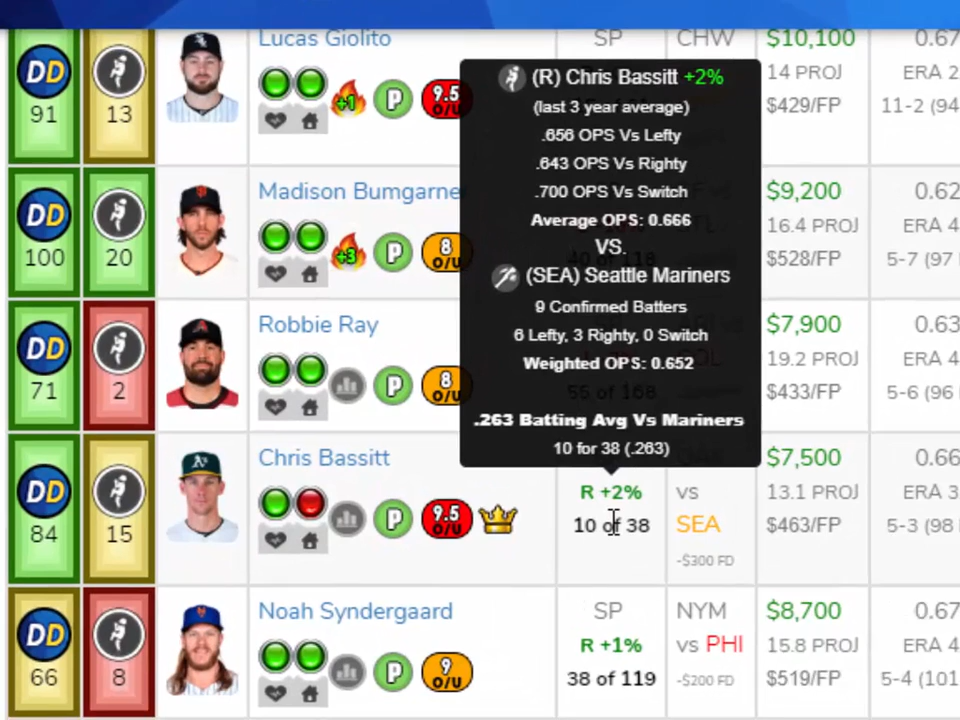 Lucas Giolito SP CHW $10,100 0.67
DD 91 13 +1 P 9.5 O/U 14 PROJ ERA 2
$429/FP 11-2 (94
(R) Chris Bassitt +2%
(last 3 year average)
.656 OPS Vs Lefty
.643 OPS Vs Righty
.700 OPS Vs Switch
Average OPS: 0.666
VS.
(SEA) Seattle Mariners
9 Confirmed Batters
6 Lefty, 3 Righty, 0 Switch
Weighted OPS: 0.652
.263 Batting Avg Vs Mariners
10 for 38 (.263)
Madison Bumgarne $9,200 0.62
DD 100 20 +3 P 8 O/U 16.4 PROJ ERA 4
40 of 118 $528/FP 5-7 (97
Robbie Ray $7,900 0.63
DD 71 2 P 8 O/U 19.2 PROJ ERA 4
55 of 168 $433/FP 5-6 (96
Chris Bassitt $7,500 0.66
DD 84 15 P 9.5 O/U R +2% vs 13.1 PROJ ERA 3
10 of 38 SEA $463/FP 5-3 (98
-$300 FD
Noah Syndergaard SP NYM $8,700 0.67
DD 66 8 P 9 O/U R +1% vs PHI 15.8 PROJ ERA 4
38 of 119 -$200 FD $519/FP 5-4 (101